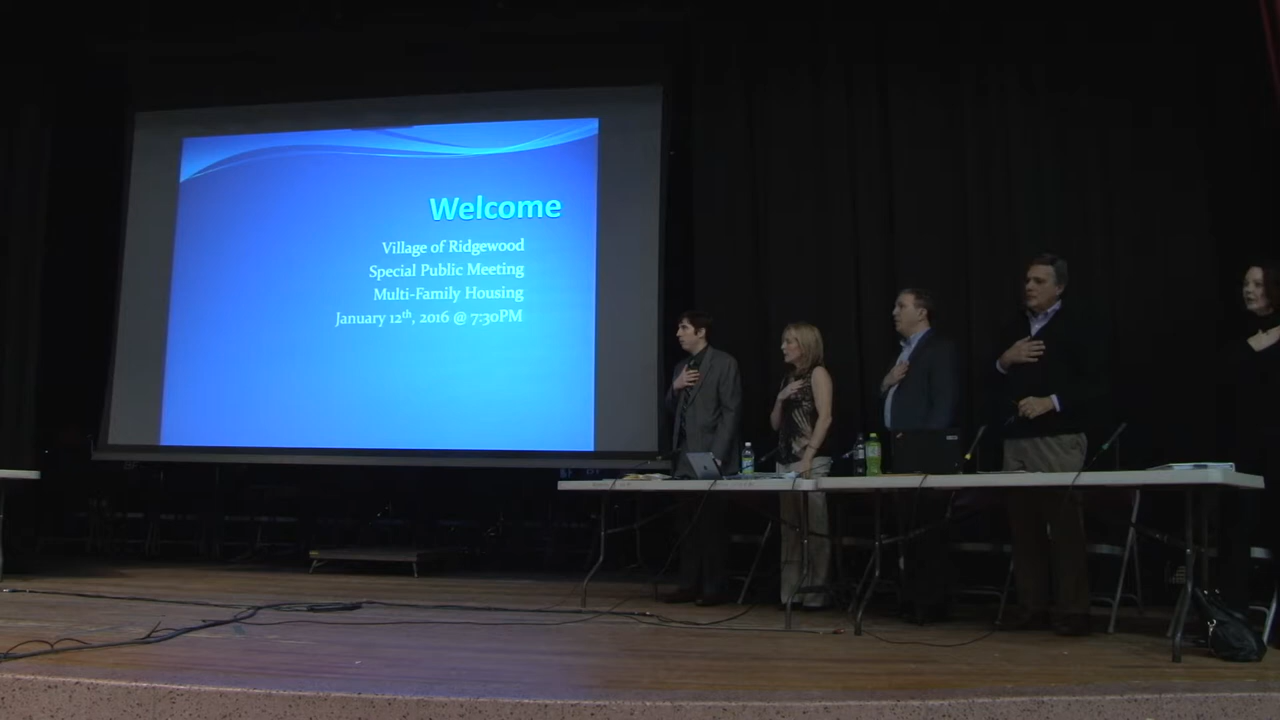 Welcome
Village of Ridgewood
Special Public Meeting
Multi-Family Housing
January 12th, 2016 @ 7:30PM